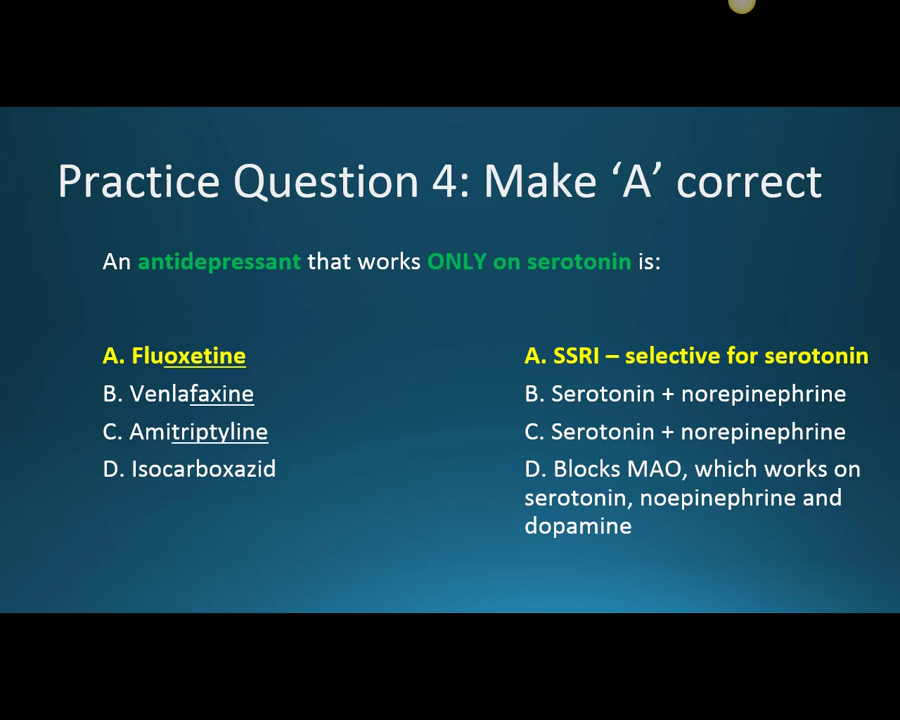 Practice Question 4: Make ‘A’ correct
An antidepressant that works ONLY on serotonin is:
A. Fluoxetine
B. Venlafaxine
C. Amitriptyline
D. Isocarboxazid
A. SSRI – selective for serotonin
B. Serotonin + norepinephrine
C. Serotonin + norepinephrine
D. Blocks MAO, which works on
serotonin, noepinephrine and
dopamine